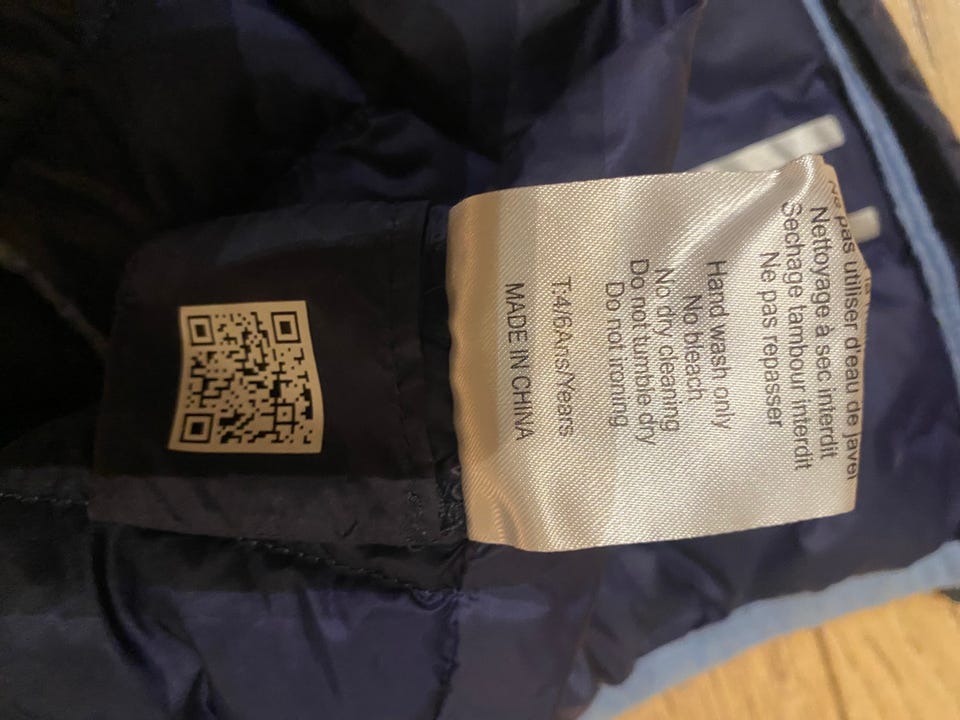 Ne pas utiliser d'eau de javel
Nettoyage à sec interdit
Sechage tambour interdit
Ne pas repasser
Hand wash only
No bleach
No dry cleaning
Do not tumble dry
Do not ironing
T.4/6Ans/Years
MADE IN CHINA